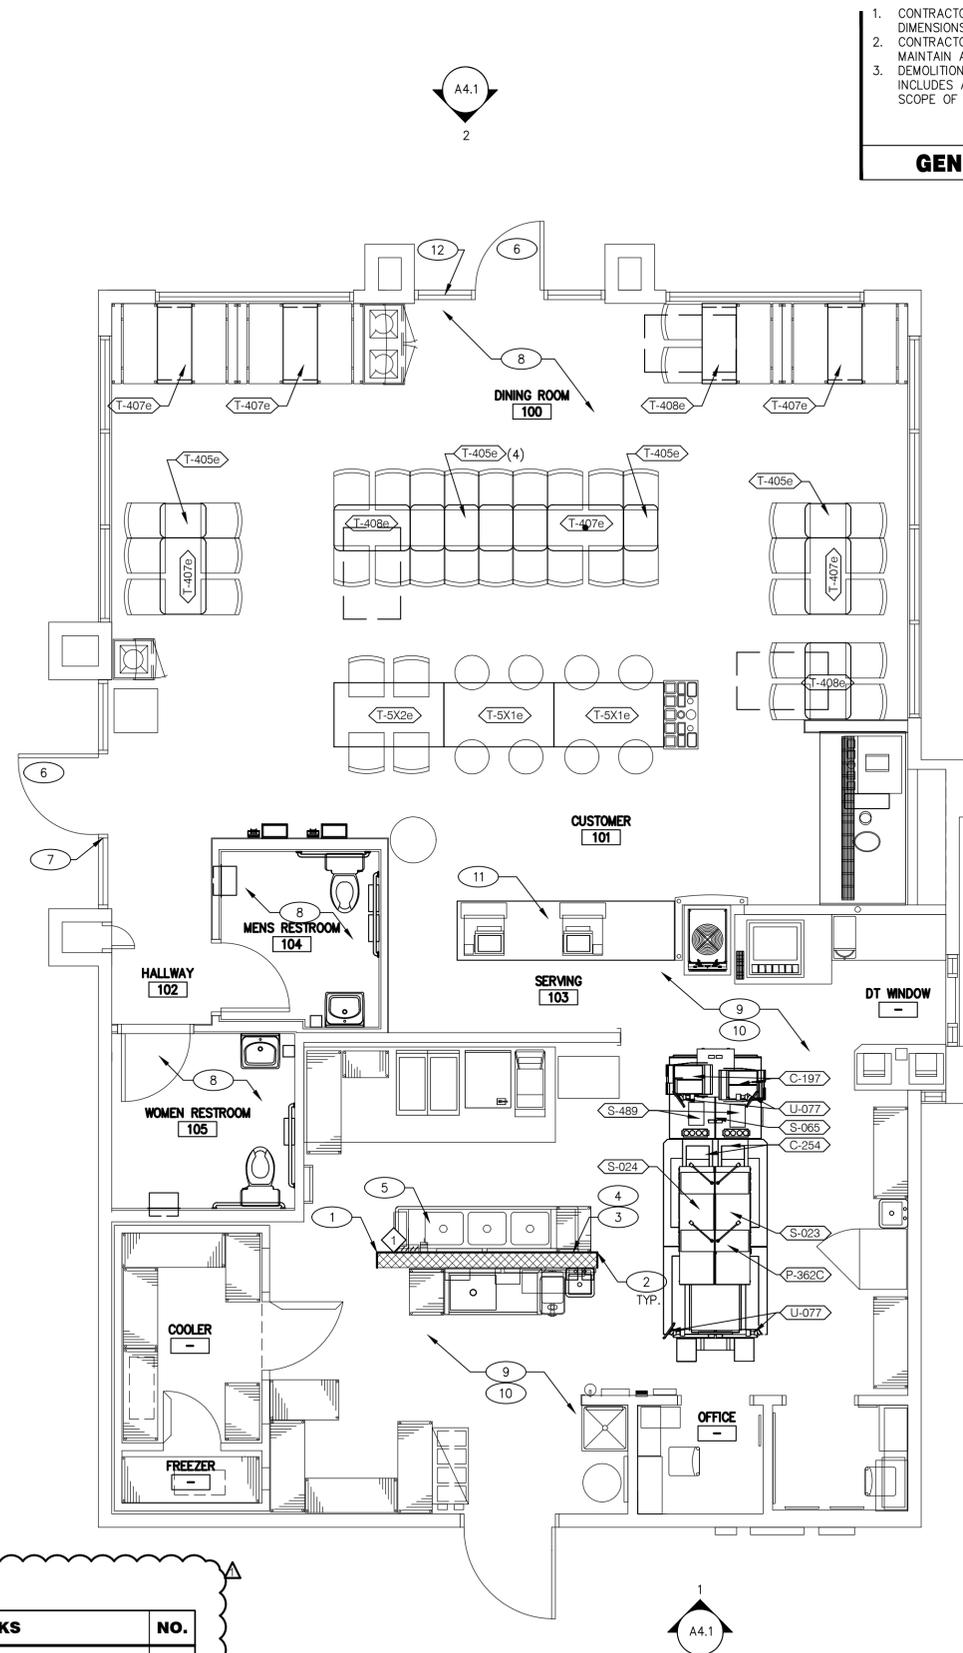 1. CONTRACTO
DIMENSIONS
2. CONTRACTO
MAINTAIN A
3. DEMOLITION
INCLUDES A
SCOPE OF
GEN
A4.1
2
12
6
8
DINING ROOM
100
T-407e
T-407e
T-408e
T-407e
T-405e
T-405e (4)
T-405e
T-405e
T-408e
T-407e
T-407e
T-407e
T-408e
T-5X2e
T-5X1e
T-5X1e
6
CUSTOMER
101
7
11
8
MENS RESTROOM
104
HALLWAY
102
SERVING
103
DT WINDOW
-
9
10
8
WOMEN RESTROOM
105
C-197
U-077
S-489
S-065
C-254
S-024
5
4
1
3
1
S-023
P-362C
2
TYP.
U-077
COOLER
-
9
10
OFFICE
-
FREEZER
-
1
KS NO.
1
A4.1